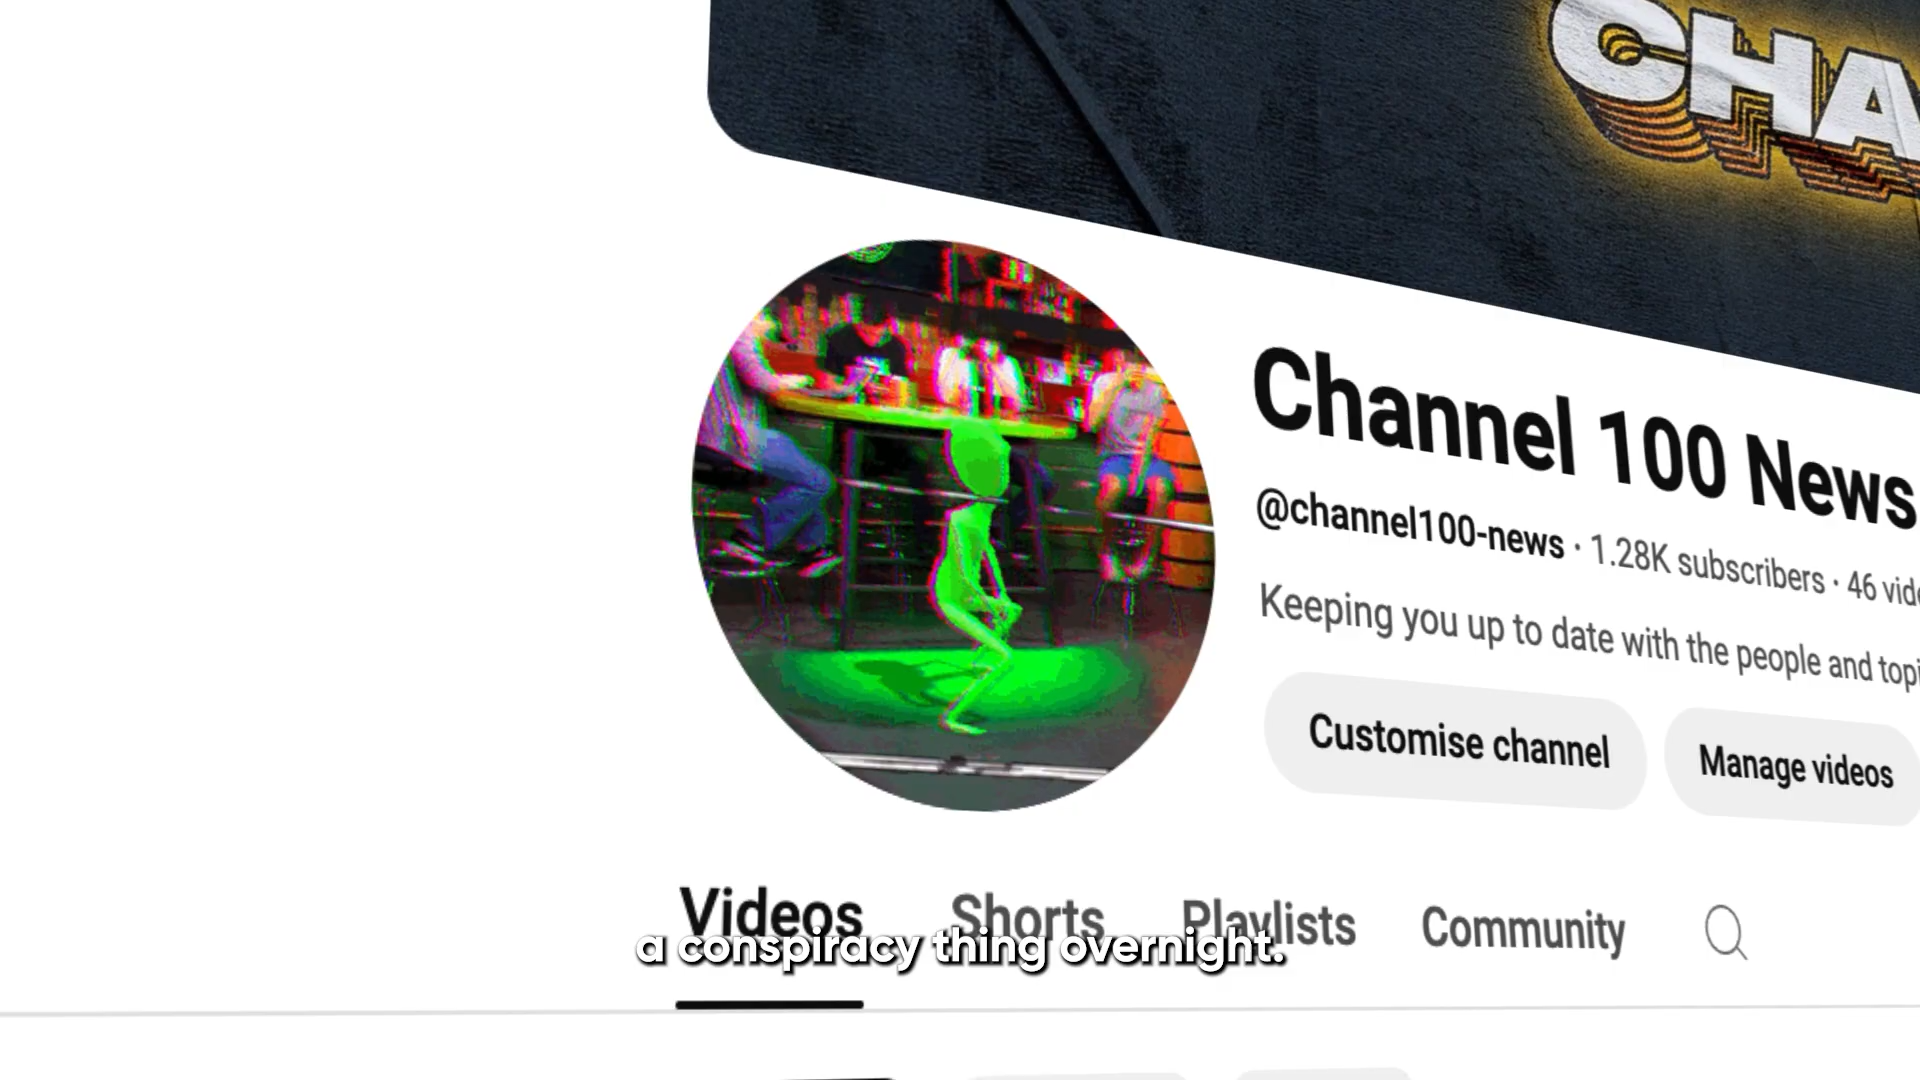 CHA
Channel 100 News
@channel100-news · 1.28K subscribers · 46 vid
Keeping you up to date with the people and topi
Customise channel
Manage videos
Videos
Shorts
Playlists
Community
a conspiracy thing overnight.